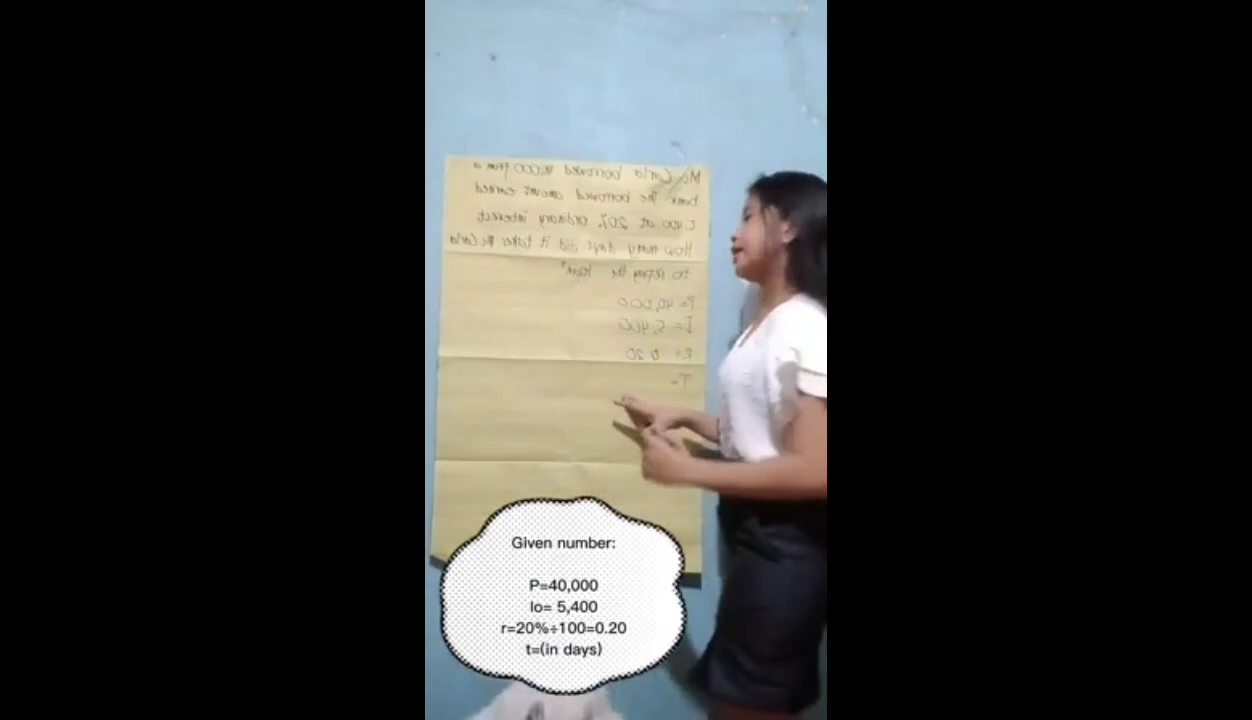 Ms. Carla borrowed 40,000 from a
bank. The borrowed amount earned
5,400 at 20% ordinary interest
How many days did it take Ms. Carla
to repay the loan?
P= 40,000
I= 5,400
R= 0.20
T=
Given number:
P=40,000
Io= 5,400
r=20%÷100=0.20
t=(in days)